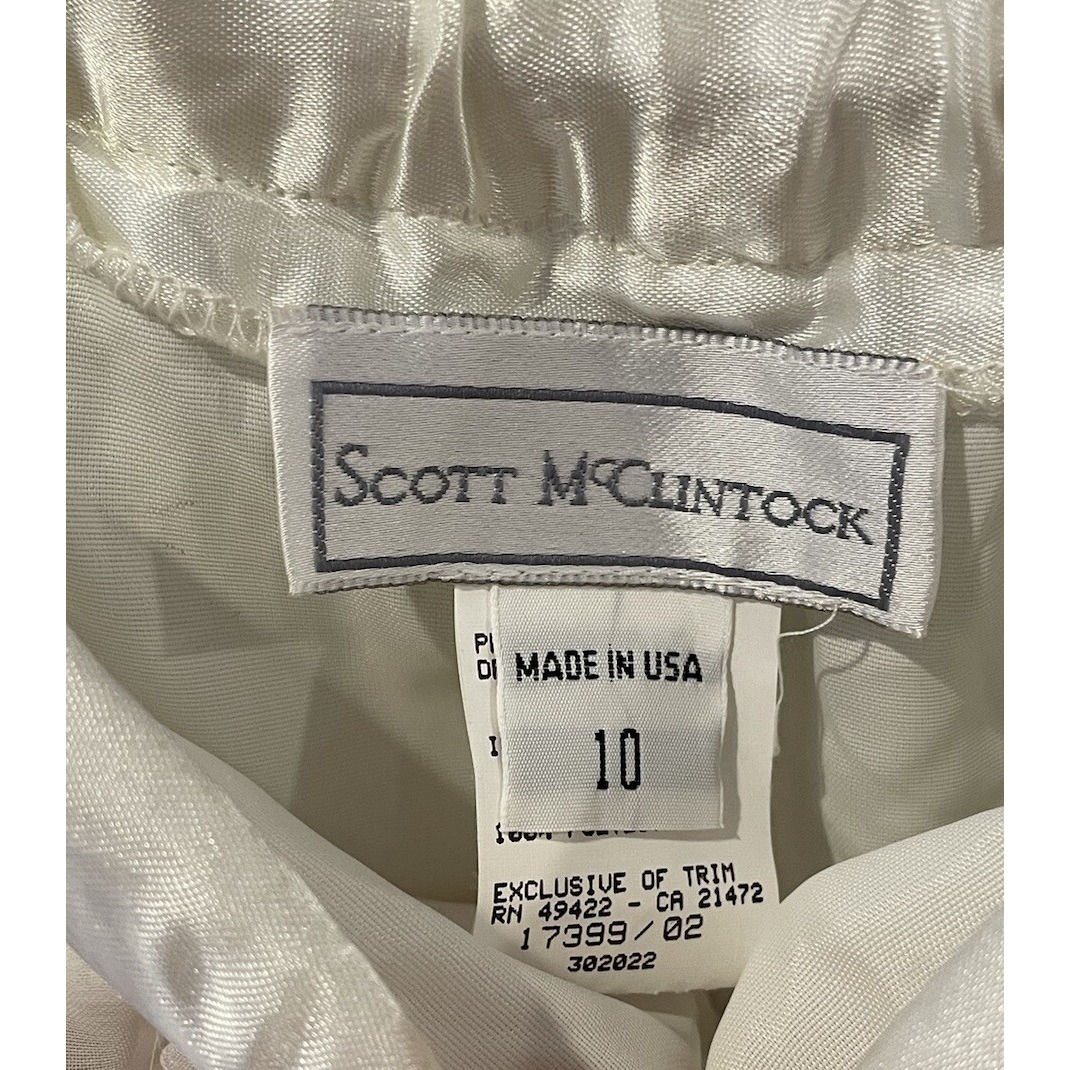 SCOTT MCCLINTOCK
MADE IN USA
10
EXCLUSIVE OF TRIM
RN 49422 - CA 21472
17399/02
302022